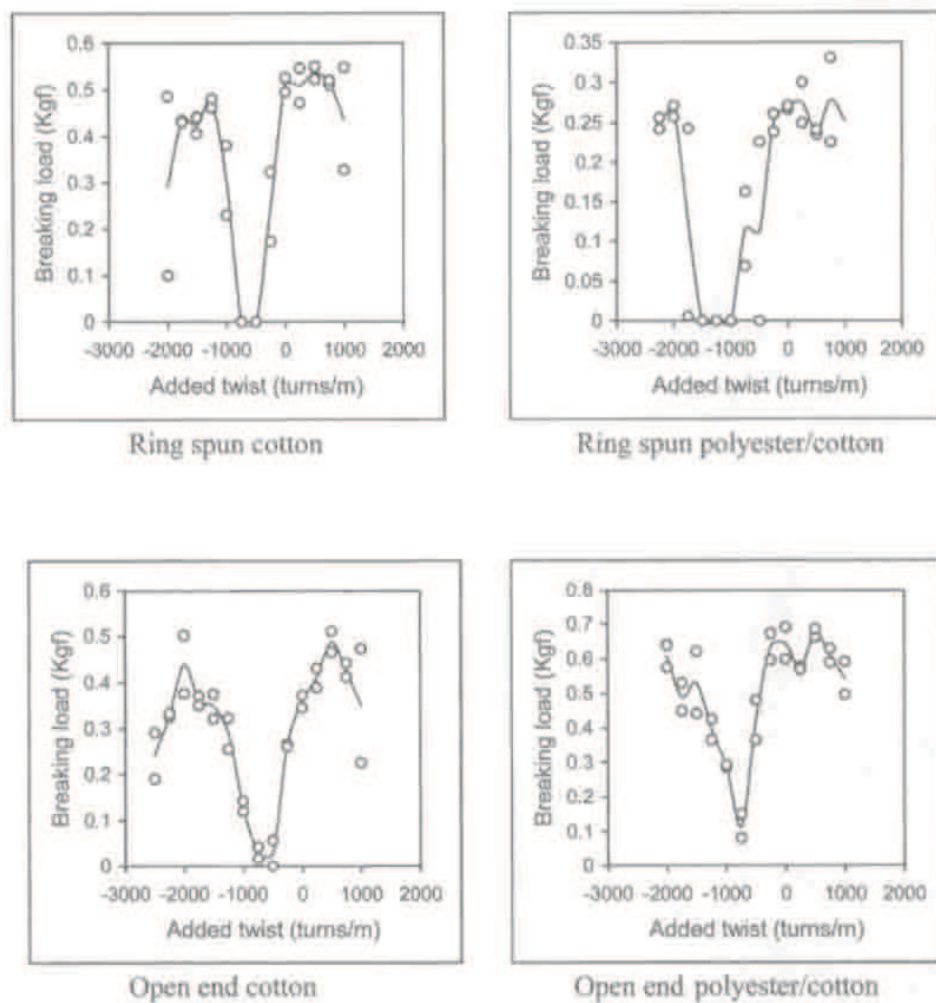 0.6
0.5
0.4
0.3
0.2
0.1
0
Breaking load (Kgf)
-3000 -2000 -1000 0 1000 2000
Added twist (turns/m)
Ring spun cotton
0.35
0.3
0.25
0.2
0.15
0.1
0.05
0
Breaking load (Kgf)
-3000 -2000 -1000 0 1000 2000
Added twist (turns/m)
Ring spun polyester/cotton
0.6
0.5
0.4
0.3
0.2
0.1
0
Breaking load (Kgf)
-3000 -2000 -1000 0 1000 2000
Added twist (turns/m)
Open end cotton
0.8
0.7
0.6
0.5
0.4
0.3
0.2
0.1
0
Breaking load (Kgf)
-3000 -2000 -1000 0 1000 2000
Added twist (turns/m)
Open end polyester/cotton